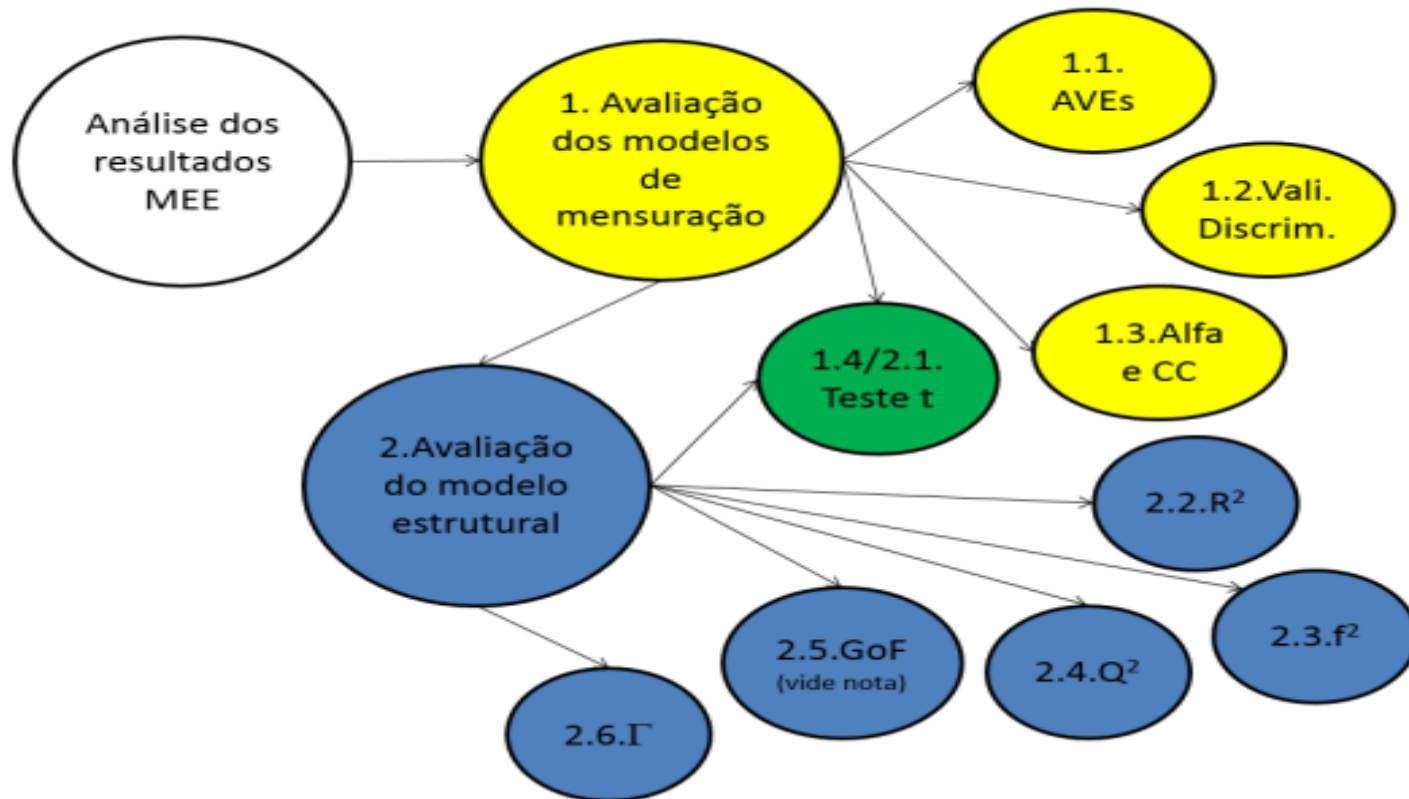 Análise dos
resultados
MEE
1. Avaliação
dos modelos
de
mensuração
1.1.
AVEs
1.2.Vali.
Discrim.
1.3.Alfa
e CC
1.4/2.1.
Teste t
2.Avaliação
do modelo
estrutural
2.2.R²
2.3.f²
2.4.Q²
2.5.GoF
(vide nota)
2.6.Γ